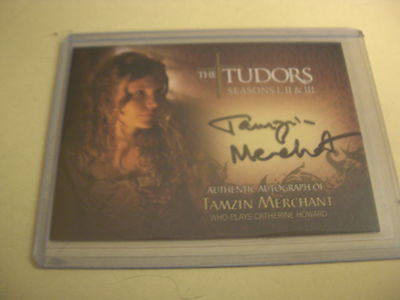 THE TUDORS
SEASONS I, II & III
Tamzin
Merchant
AUTHENTIC AUTOGRAPH OF
TAMZIN MERCHANT
WHO PLAYS CATHERINE HOWARD